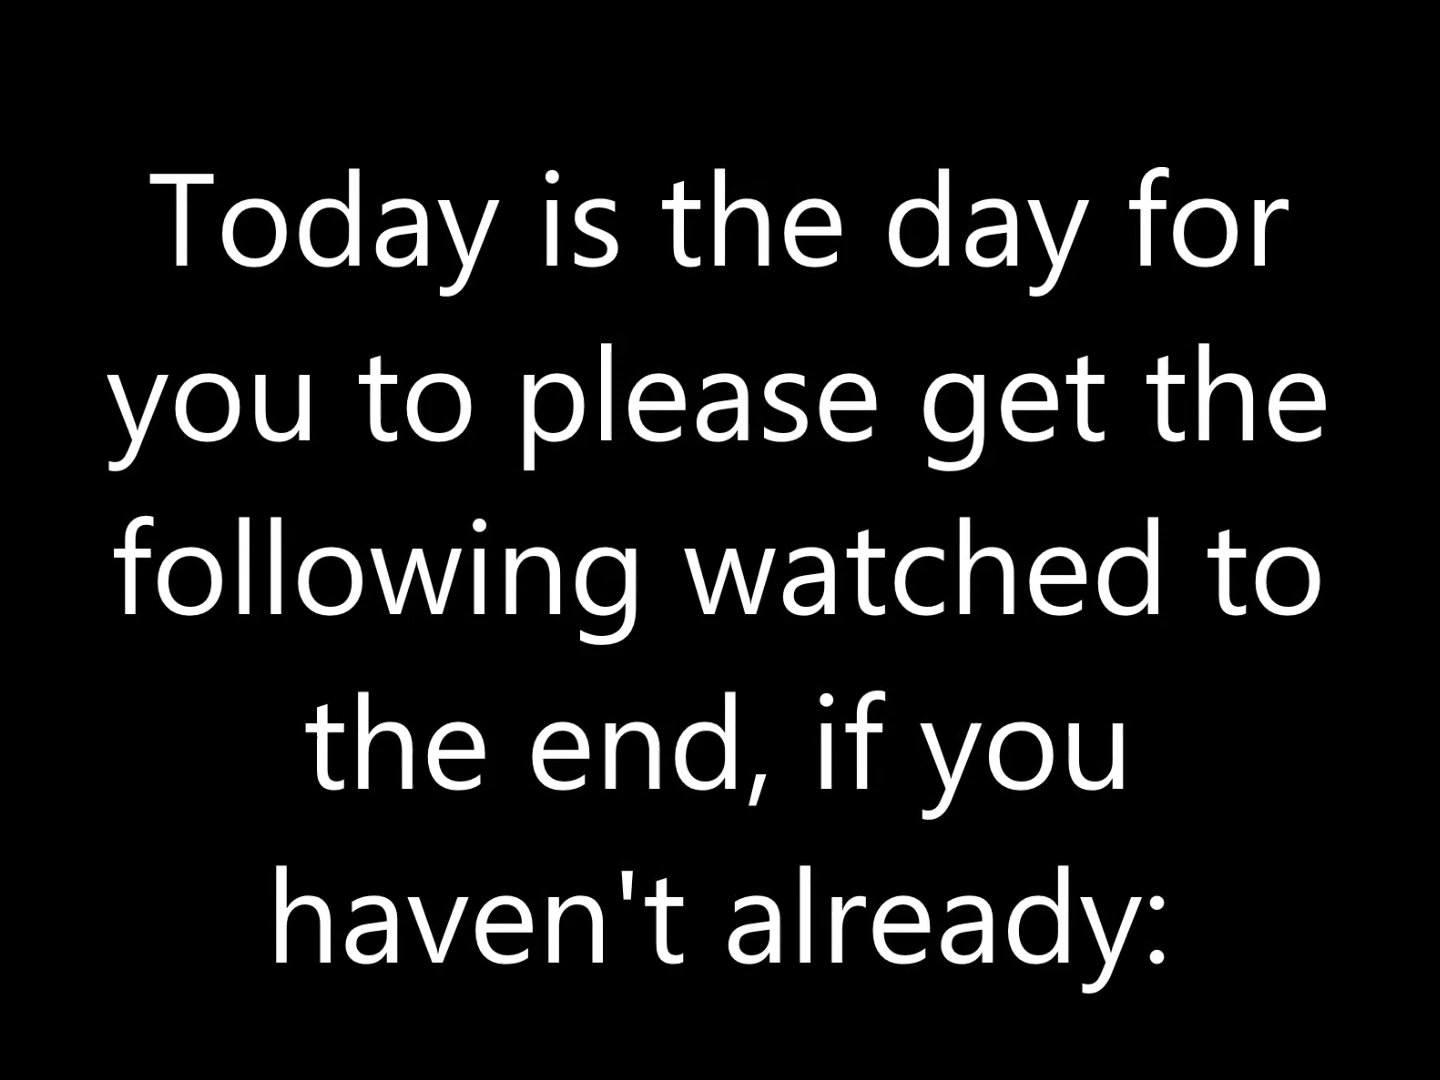 Today is the day for
you to please get the
following watched to
the end, if you
haven't already: